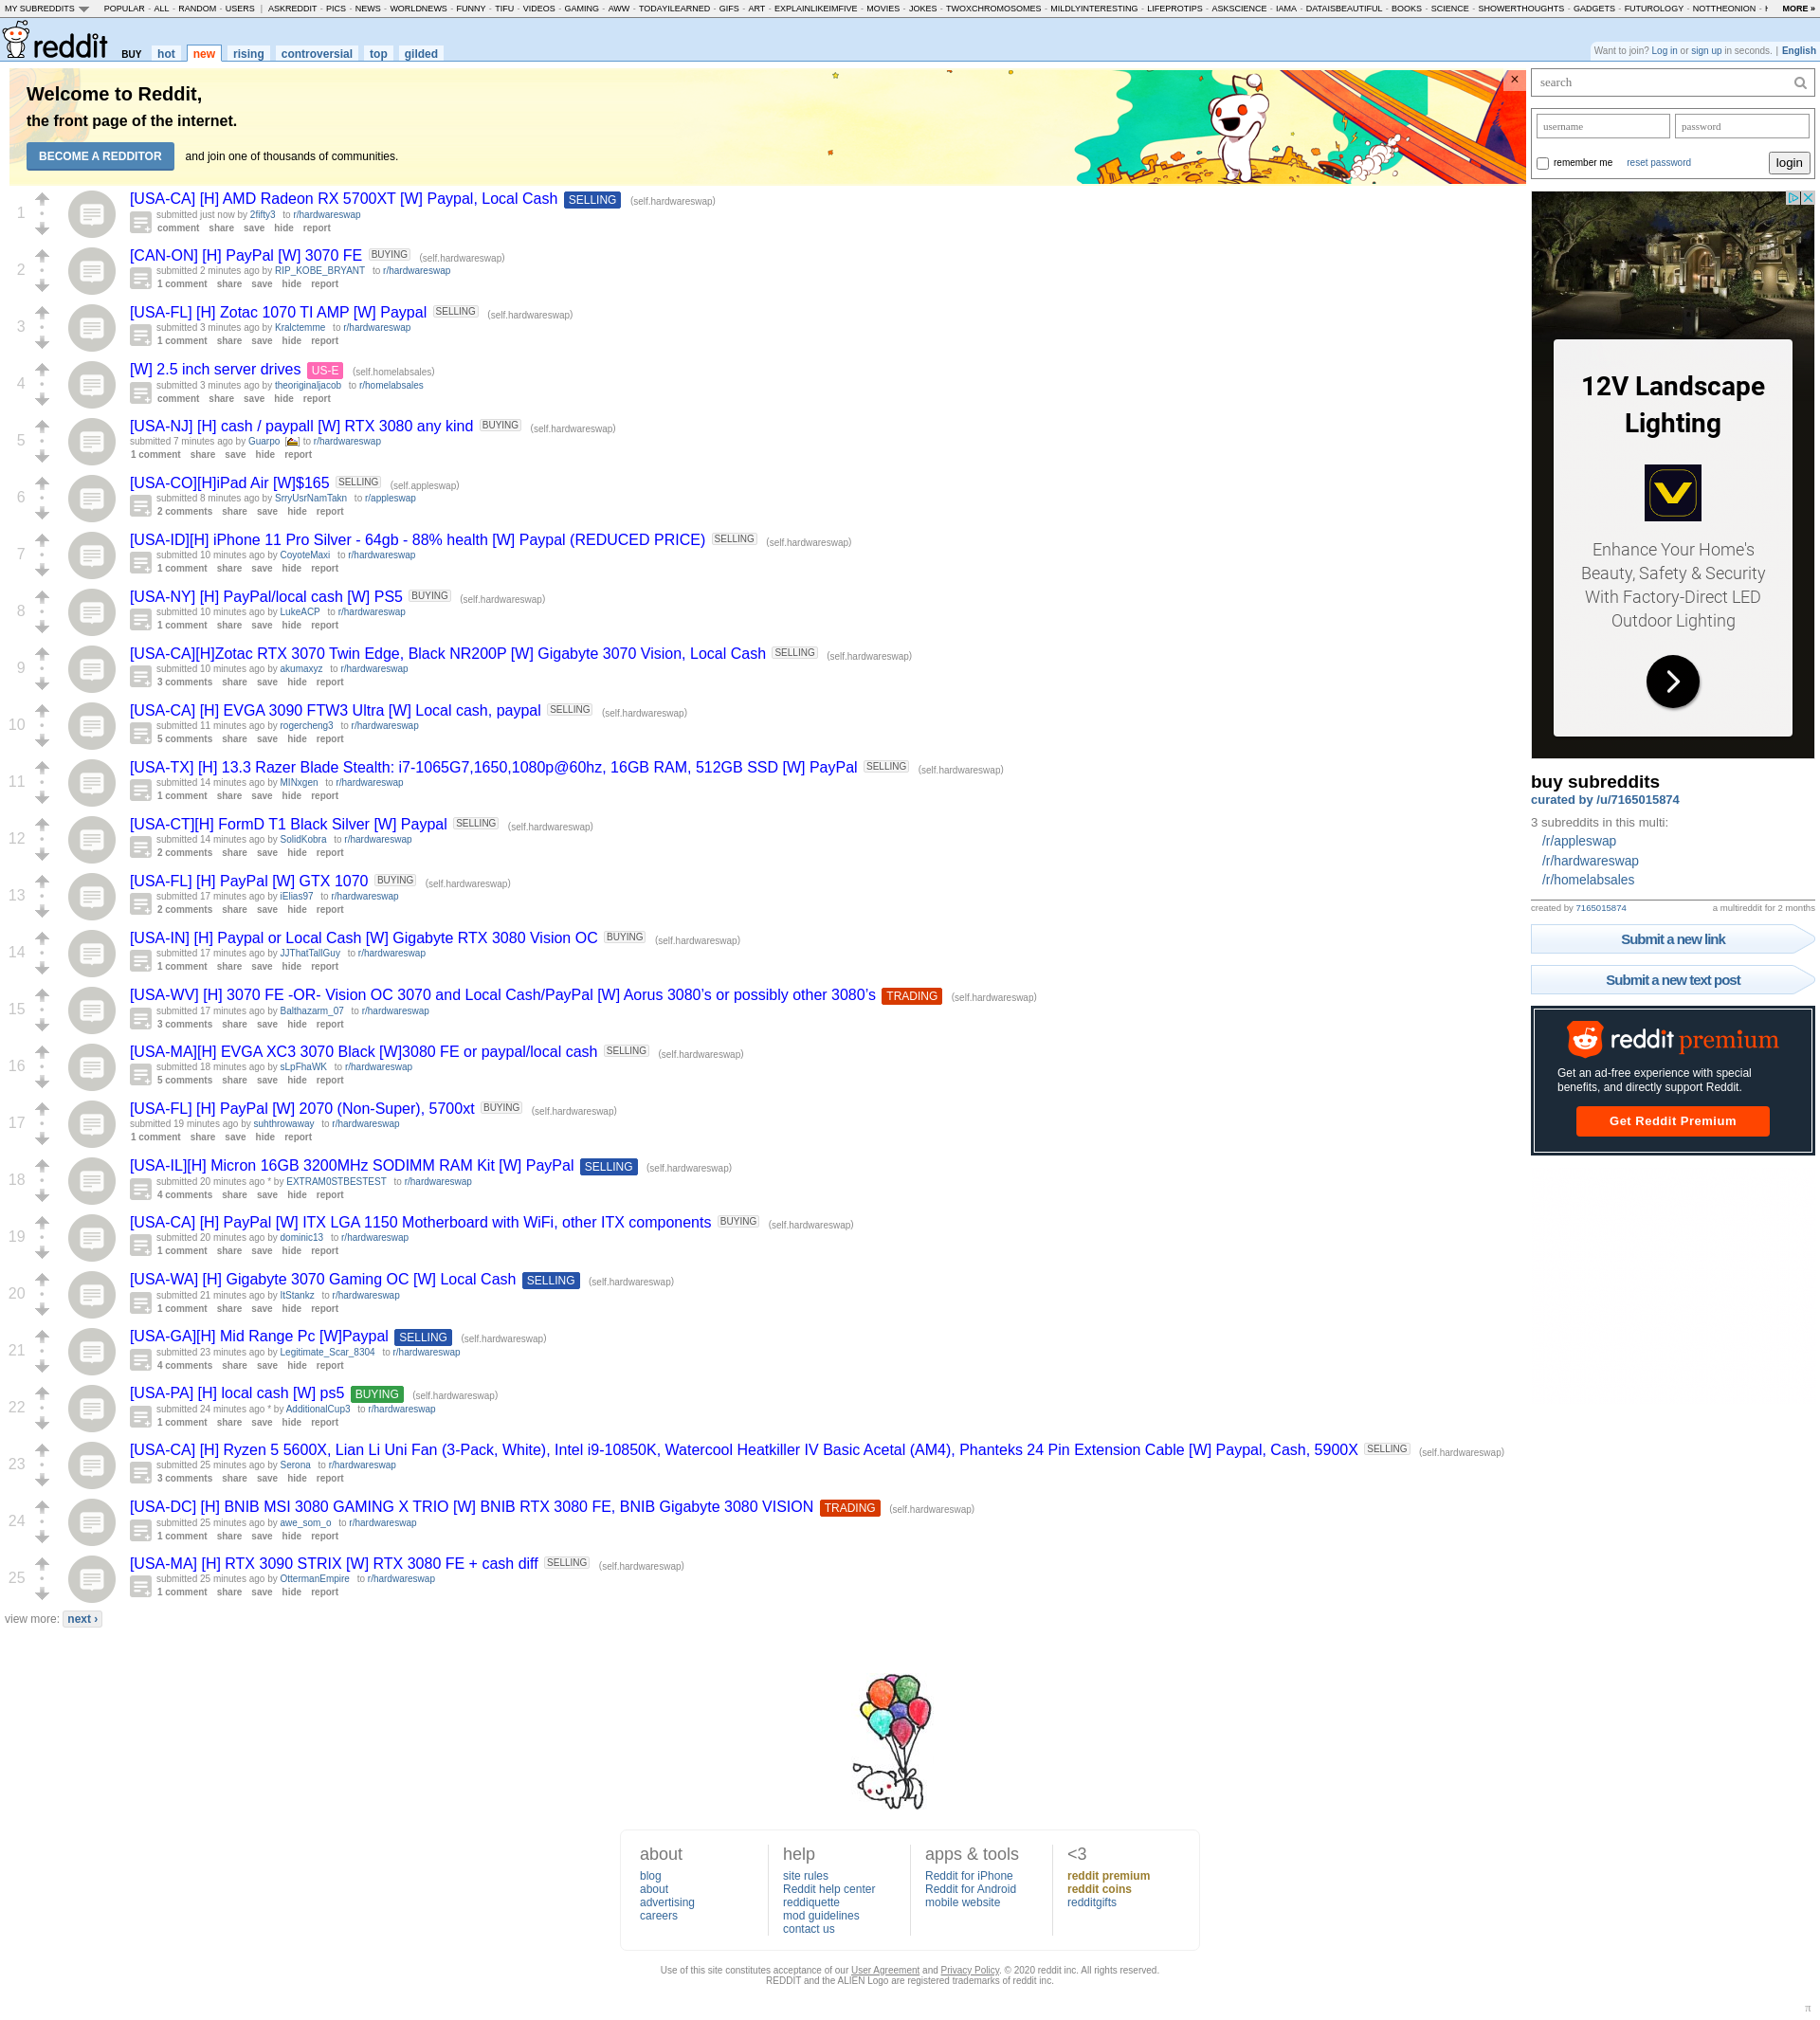 MY SUBREDDITS POPULAR - ALL - RANDOM - USERS | ASKREDDIT - PICS - NEWS - WORLDNEWS - FUNNY - TIFU - VIDEOS - GAMING - AWW - TODAYILEARNED - GIFS - ART - EXPLAINLIKEIMFIVE - MOVIES - JOKES - TWOXCHROMOSOMES - MILDLYINTERESTING - LIFEPROTIPS - ASKSCIENCE - IAMA - DATAISBEAUTIFUL - BOOKS - SCIENCE - SHOWERTHOUGHTS - GADGETS - FUTUROLOGY - NOTTHEONION - MORE »
reddit BUY hot new rising controversial top gilded
Want to join? Log in or sign up in seconds. | English
Welcome to Reddit,
the front page of the internet.
BECOME A REDDITOR and join one of thousands of communities.
×
search
username password
remember me reset password login
1
[USA-CA] [H] AMD Radeon RX 5700XT [W] Paypal, Local Cash SELLING (self.hardwareswap)
submitted just now by 2fifty3 to r/hardwareswap
comment share save hide report
2
[CAN-ON] [H] PayPal [W] 3070 FE BUYING (self.hardwareswap)
submitted 2 minutes ago by RIP_KOBE_BRYANT to r/hardwareswap
1 comment share save hide report
3
[USA-FL] [H] Zotac 1070 TI AMP [W] Paypal SELLING (self.hardwareswap)
submitted 3 minutes ago by Kralctemme to r/hardwareswap
1 comment share save hide report
4
[W] 2.5 inch server drives US-E (self.homelabsales)
submitted 3 minutes ago by theoriginaljacob to r/homelabsales
comment share save hide report
5
[USA-NJ] [H] cash / paypall [W] RTX 3080 any kind BUYING (self.hardwareswap)
submitted 7 minutes ago by Guarpo [] to r/hardwareswap
1 comment share save hide report
6
[USA-CO][H]iPad Air [W]$165 SELLING (self.appleswap)
submitted 8 minutes ago by SrryUsrNamTakn to r/appleswap
2 comments share save hide report
7
[USA-ID][H] iPhone 11 Pro Silver - 64gb - 88% health [W] Paypal (REDUCED PRICE) SELLING (self.hardwareswap)
submitted 10 minutes ago by CoyoteMaxi to r/hardwareswap
1 comment share save hide report
8
[USA-NY] [H] PayPal/local cash [W] PS5 BUYING (self.hardwareswap)
submitted 10 minutes ago by LukeACP to r/hardwareswap
1 comment share save hide report
9
[USA-CA][H]Zotac RTX 3070 Twin Edge, Black NR200P [W] Gigabyte 3070 Vision, Local Cash SELLING (self.hardwareswap)
submitted 10 minutes ago by akumaxyz to r/hardwareswap
3 comments share save hide report
10
[USA-CA] [H] EVGA 3090 FTW3 Ultra [W] Local cash, paypal SELLING (self.hardwareswap)
submitted 11 minutes ago by rogercheng3 to r/hardwareswap
5 comments share save hide report
11
[USA-TX] [H] 13.3 Razer Blade Stealth: i7-1065G7,1650,1080p@60hz, 16GB RAM, 512GB SSD [W] PayPal SELLING (self.hardwareswap)
submitted 14 minutes ago by MINxgen to r/hardwareswap
1 comment share save hide report
12
[USA-CT][H] FormD T1 Black Silver [W] Paypal SELLING (self.hardwareswap)
submitted 14 minutes ago by SolidKobra to r/hardwareswap
2 comments share save hide report
13
[USA-FL] [H] PayPal [W] GTX 1070 BUYING (self.hardwareswap)
submitted 17 minutes ago by iElias97 to r/hardwareswap
2 comments share save hide report
14
[USA-IN] [H] Paypal or Local Cash [W] Gigabyte RTX 3080 Vision OC BUYING (self.hardwareswap)
submitted 17 minutes ago by JJThatTallGuy to r/hardwareswap
1 comment share save hide report
15
[USA-WV] [H] 3070 FE -OR- Vision OC 3070 and Local Cash/PayPal [W] Aorus 3080’s or possibly other 3080’s TRADING (self.hardwareswap)
submitted 17 minutes ago by Balthazarm_07 to r/hardwareswap
3 comments share save hide report
16
[USA-MA][H] EVGA XC3 3070 Black [W]3080 FE or paypal/local cash SELLING (self.hardwareswap)
submitted 18 minutes ago by sLpFhaWK to r/hardwareswap
5 comments share save hide report
17
[USA-FL] [H] PayPal [W] 2070 (Non-Super), 5700xt BUYING (self.hardwareswap)
submitted 19 minutes ago by suhthrowaway to r/hardwareswap
1 comment share save hide report
18
[USA-IL][H] Micron 16GB 3200MHz SODIMM RAM Kit [W] PayPal SELLING (self.hardwareswap)
submitted 20 minutes ago * by EXTRAM0STBESTEST to r/hardwareswap
4 comments share save hide report
19
[USA-CA] [H] PayPal [W] ITX LGA 1150 Motherboard with WiFi, other ITX components BUYING (self.hardwareswap)
submitted 20 minutes ago by dominic13 to r/hardwareswap
1 comment share save hide report
20
[USA-WA] [H] Gigabyte 3070 Gaming OC [W] Local Cash SELLING (self.hardwareswap)
submitted 21 minutes ago by ItStankz to r/hardwareswap
1 comment share save hide report
21
[USA-GA][H] Mid Range Pc [W]Paypal SELLING (self.hardwareswap)
submitted 23 minutes ago by Legitimate_Scar_8304 to r/hardwareswap
4 comments share save hide report
22
[USA-PA] [H] local cash [W] ps5 BUYING (self.hardwareswap)
submitted 24 minutes ago * by AdditionalCup3 to r/hardwareswap
1 comment share save hide report
23
[USA-CA] [H] Ryzen 5 5600X, Lian Li Uni Fan (3-Pack, White), Intel i9-10850K, Watercool Heatkiller IV Basic Acetal (AM4), Phanteks 24 Pin Extension Cable [W] Paypal, Cash, 5900X SELLING (self.hardwareswap)
submitted 25 minutes ago by Serona to r/hardwareswap
3 comments share save hide report
24
[USA-DC] [H] BNIB MSI 3080 GAMING X TRIO [W] BNIB RTX 3080 FE, BNIB Gigabyte 3080 VISION TRADING (self.hardwareswap)
submitted 25 minutes ago by awe_som_o to r/hardwareswap
1 comment share save hide report
25
[USA-MA] [H] RTX 3090 STRIX [W] RTX 3080 FE + cash diff SELLING (self.hardwareswap)
submitted 25 minutes ago by OttermanEmpire to r/hardwareswap
1 comment share save hide report
view more: next ›
12V Landscape
Lighting
Enhance Your Home's
Beauty, Safety & Security
With Factory-Direct LED
Outdoor Lighting
buy subreddits
curated by /u/7165015874
3 subreddits in this multi:
/r/appleswap
/r/hardwareswap
/r/homelabsales
created by 7165015874 a multireddit for 2 months
Submit a new link
Submit a new text post
reddit premium
Get an ad-free experience with special
benefits, and directly support Reddit.
Get Reddit Premium
about
blog
about
advertising
careers
help
site rules
Reddit help center
reddiquette
mod guidelines
contact us
apps & tools
Reddit for iPhone
Reddit for Android
mobile website
<3
reddit premium
reddit coins
redditgifts
Use of this site constitutes acceptance of our User Agreement and Privacy Policy. © 2020 reddit inc. All rights reserved.
REDDIT and the ALIEN Logo are registered trademarks of reddit inc.
π